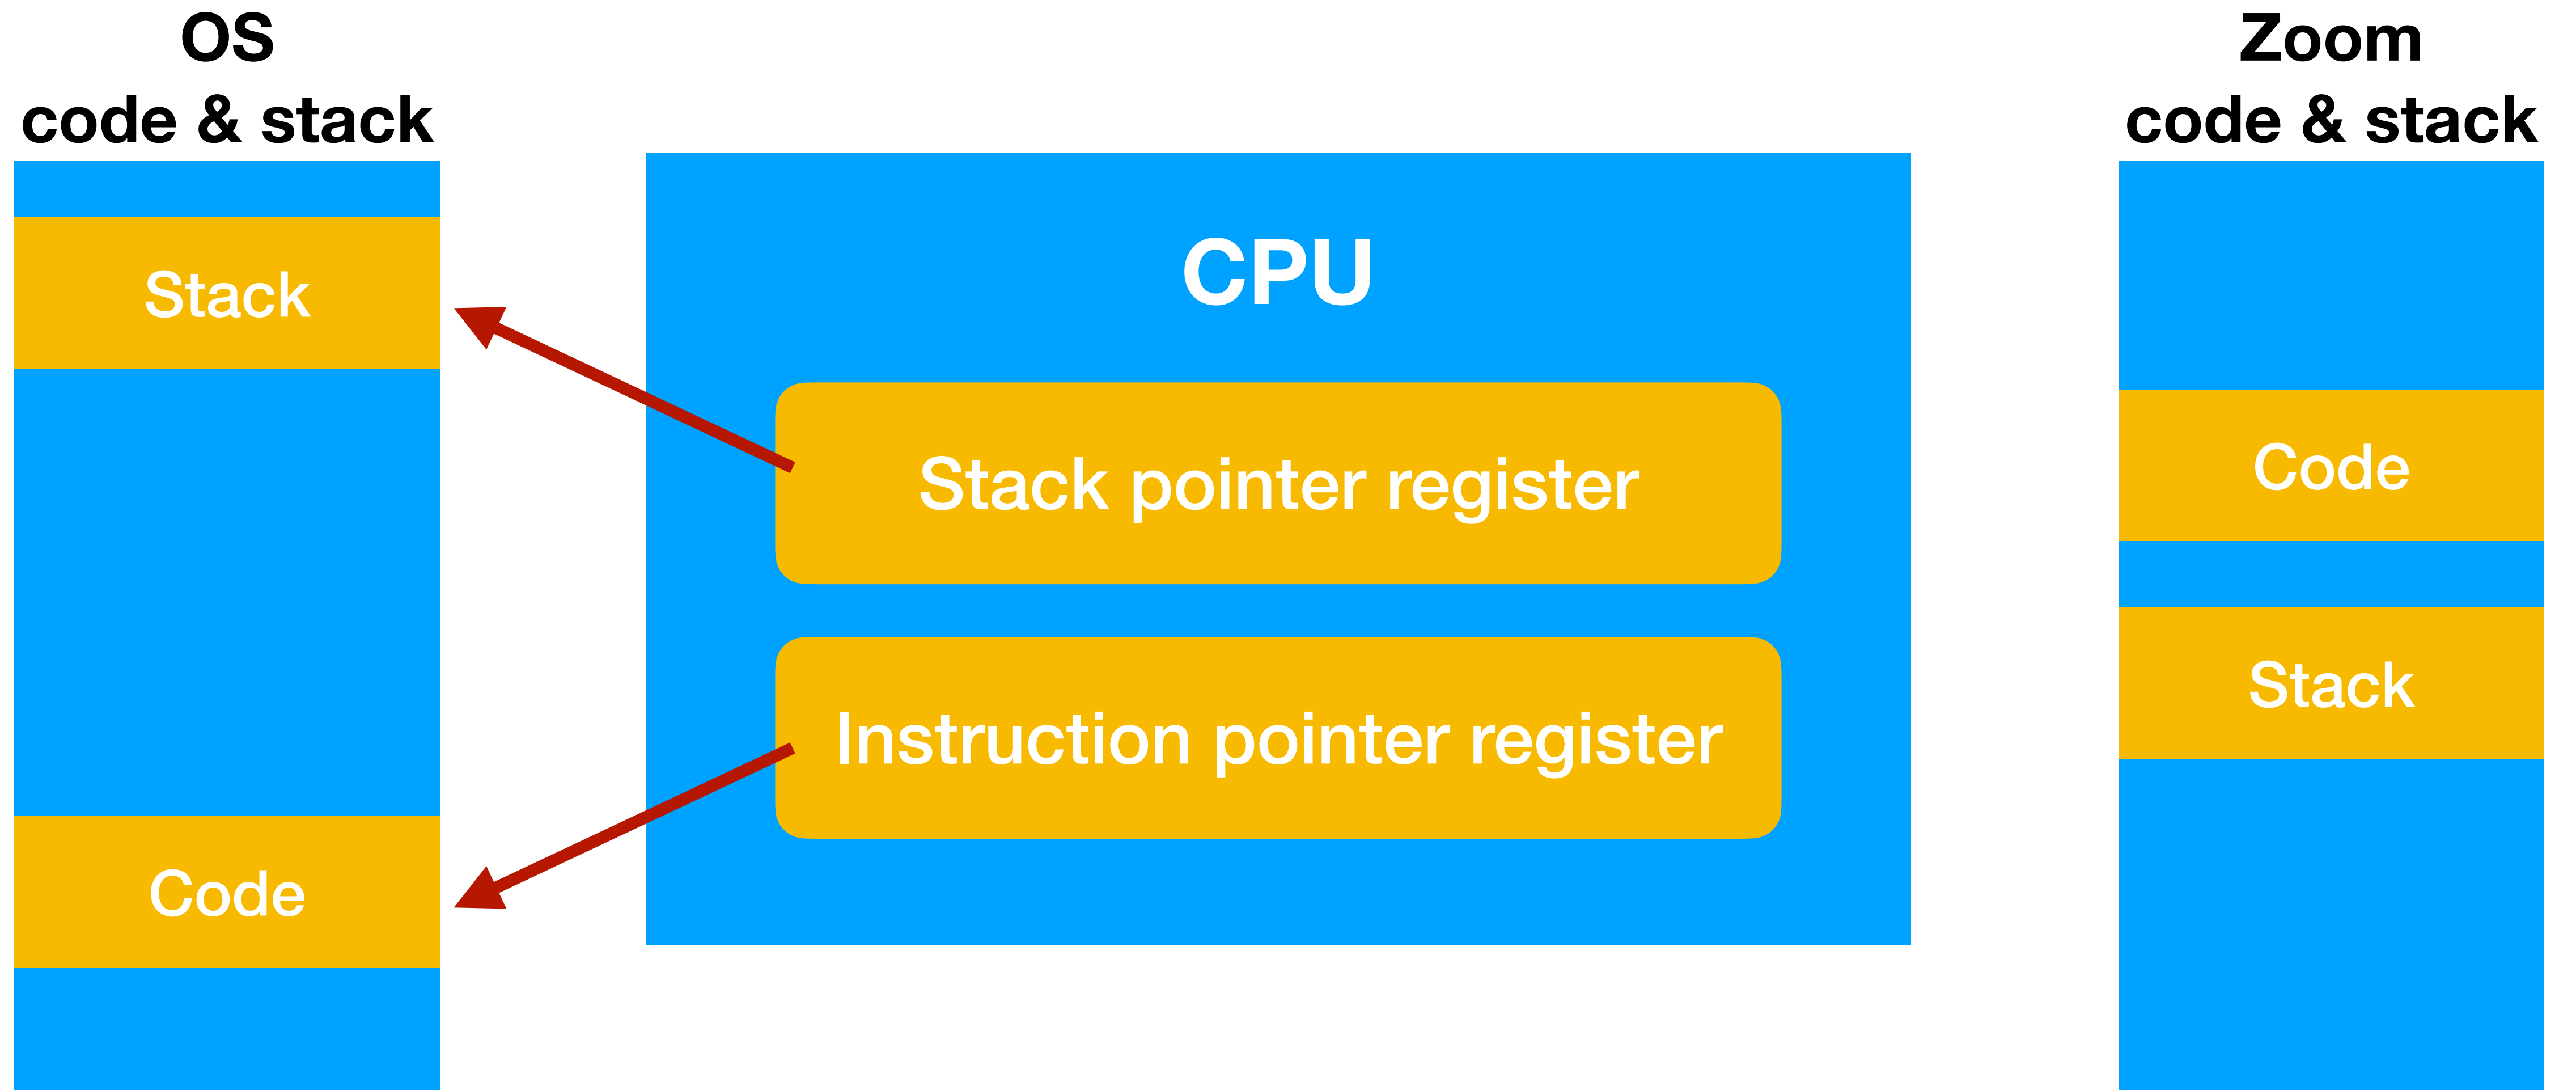 OS
code & stack
Stack
Code
CPU
Stack pointer register
Instruction pointer register
Zoom
code & stack
Code
Stack